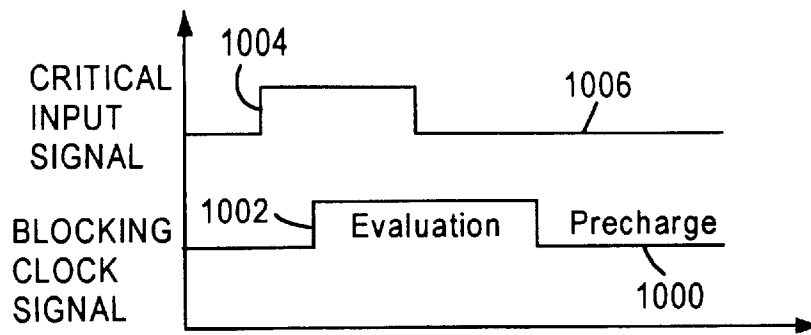 1004
CRITICAL
INPUT
SIGNAL
1006
1002
Evaluation
Precharge
BLOCKING
CLOCK
SIGNAL
1000